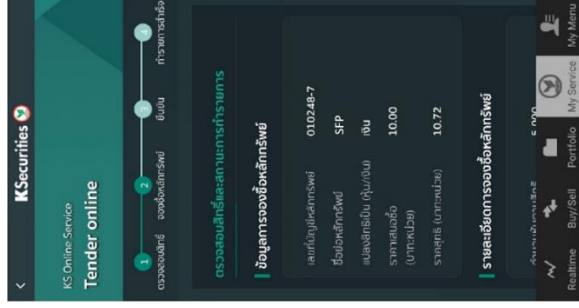 KSecurities
KS Online Service
Tender online
1 2 3 4
ตรวจสอบสิทธิ์ จองซื้อหลักทรัพย์ ยืนยัน ทำรายการสำเร็จ
ตรวจสอบสิทธิ์และสถานะการทำรายการ
ข้อมูลการจองซื้อหลักทรัพย์
เลขที่บัญชีหลักทรัพย์ 010248-7
ชื่อย่อหลักทรัพย์ SFP
แปลงสิทธิเป็น (หุ้น/เงิน) เงิน
ราคาเสนอซื้อ 10.00
(บาท:หน่วย)
ราคาสุทธิ (บาท:หน่วย) 10.72
รายละเอียดการจองซื้อหลักทรัพย์
5,000
Realtime Buy/Sell Portfolio My Service My Menu